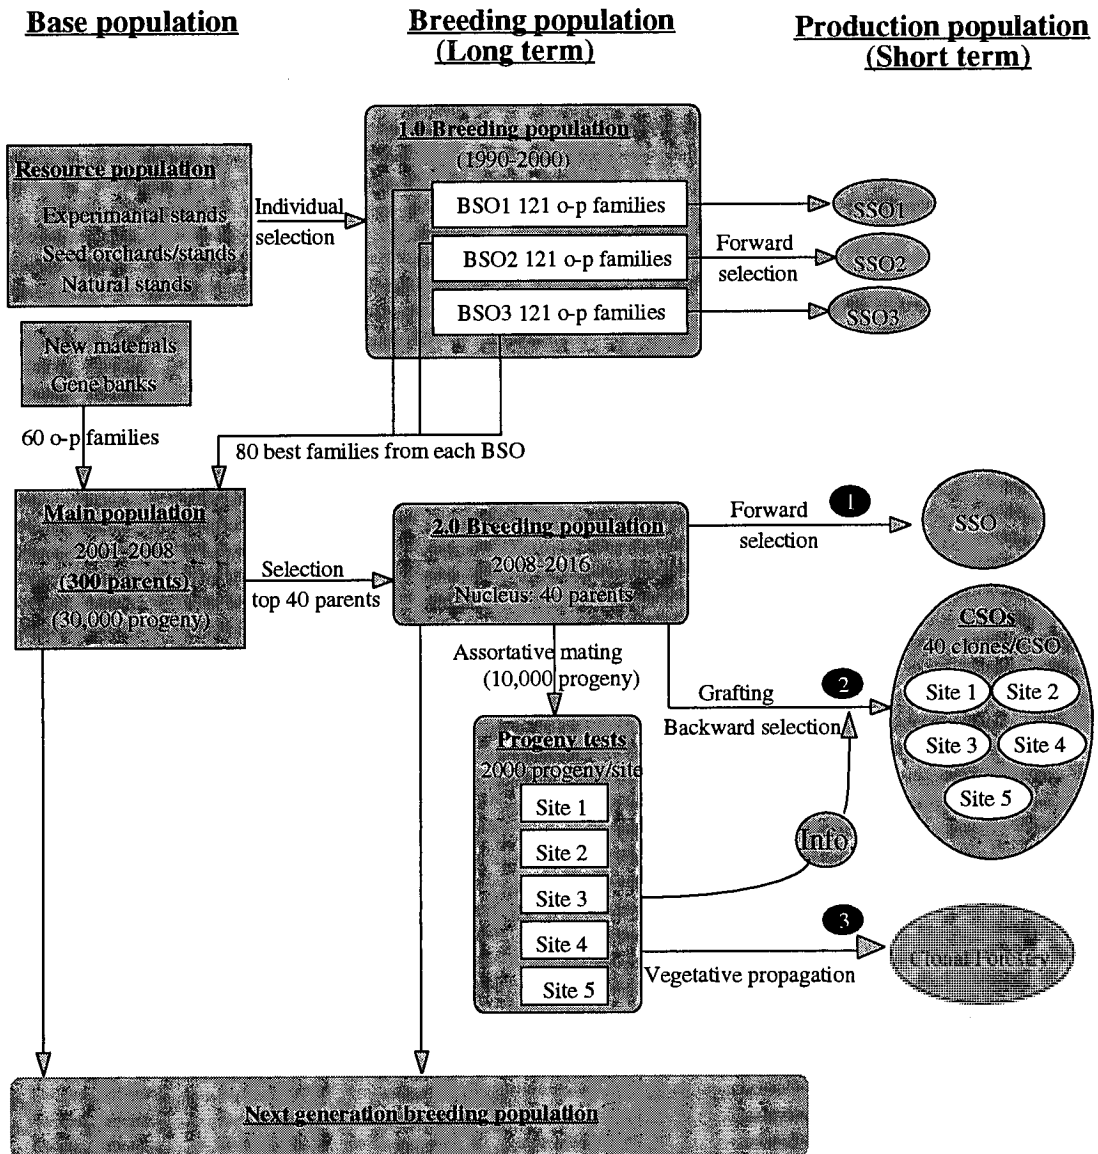 Base population
Breeding population
(Long term)
Production population
(Short term)
Resource population
Experimantal stands
Seed orchards/stands
Natural stands
Individual
selection
1.0 Breeding population
(1990-2000)
BSO1 121 o-p families
BSO2 121 o-p families
BSO3 121 o-p families
Forward
selection
SSO1
SSO2
SSO3
New materials
Gene banks
60 o-p families
80 best families from each BSO
Main population
2001-2008
(300 parents)
(30,000 progeny)
Selection
top 40 parents
2.0 Breeding population
2008-2016
Nucleus: 40 parents
Forward
selection
1
SSO
Assortative mating
(10,000 progeny)
Grafting
Backward selection
2
CSOs
40 clones/CSO
Site 1
Site 2
Site 3
Site 4
Site 5
Progeny tests
2000 progeny/site
Site 1
Site 2
Site 3
Site 4
Site 5
Info.
3
Vegetative propagation
Clonal Forestry
Next generation breeding population